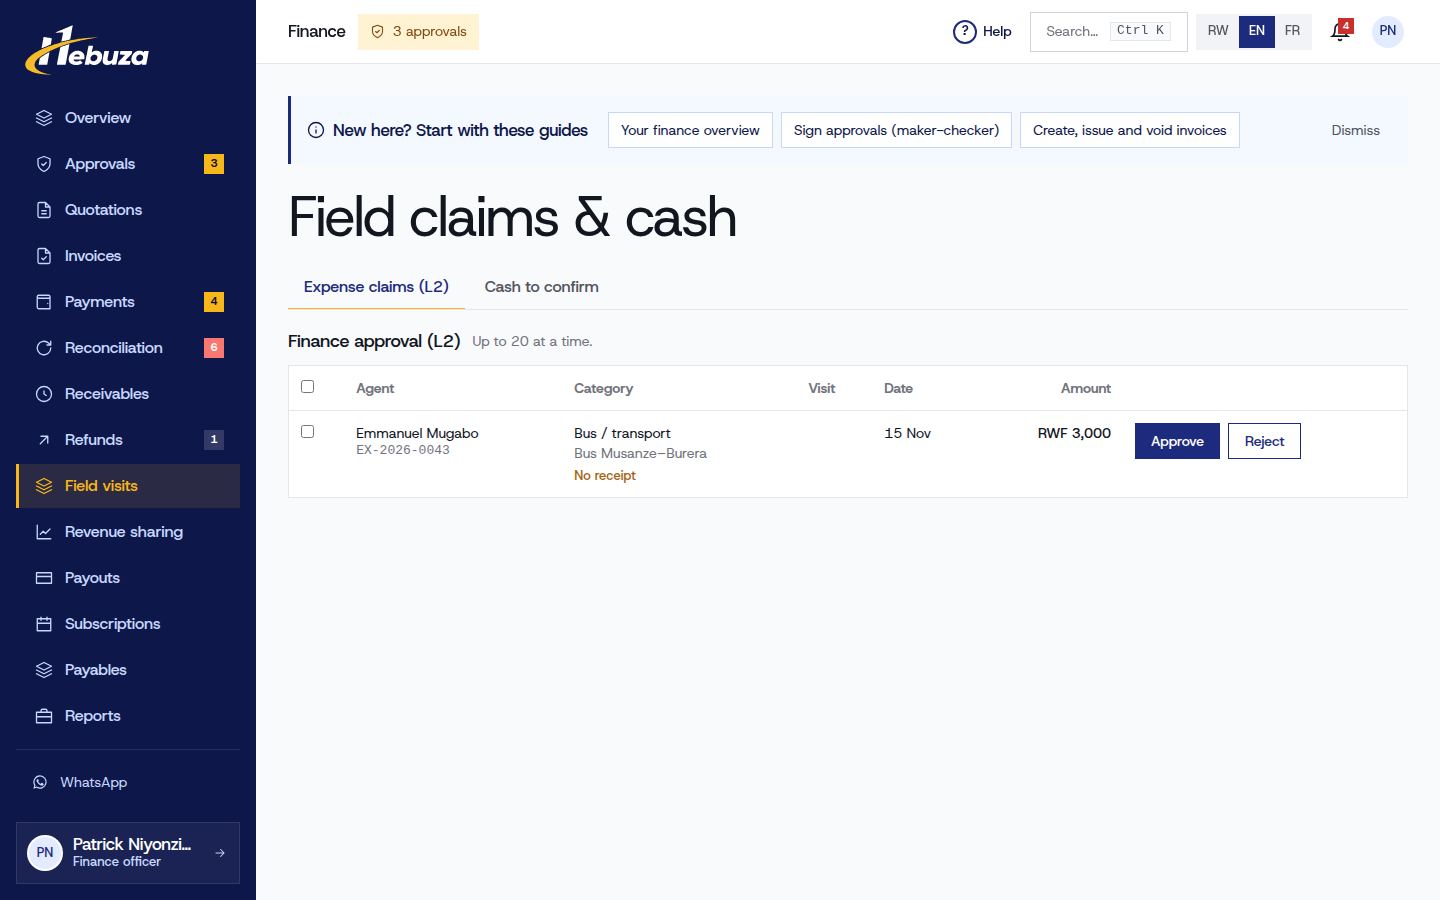 Hebuza
Overview
Approvals 3
Quotations
Invoices
Payments 4
Reconciliation 6
Receivables
Refunds 1
Field visits
Revenue sharing
Payouts
Subscriptions
Payables
Reports
WhatsApp
PN Patrick Niyonzi...
Finance officer
Finance 3 approvals ? Help Search... Ctrl K RW EN FR 4 PN
New here? Start with these guides Your finance overview Sign approvals (maker-checker) Create, issue and void invoices Dismiss
Field claims & cash
Expense claims (L2) Cash to confirm
Finance approval (L2) Up to 20 at a time.
Agent Category Visit Date Amount
Emmanuel Mugabo Bus / transport 15 Nov RWF 3,000 Approve Reject
EX-2026-0043 Bus Musanze–Burera
No receipt